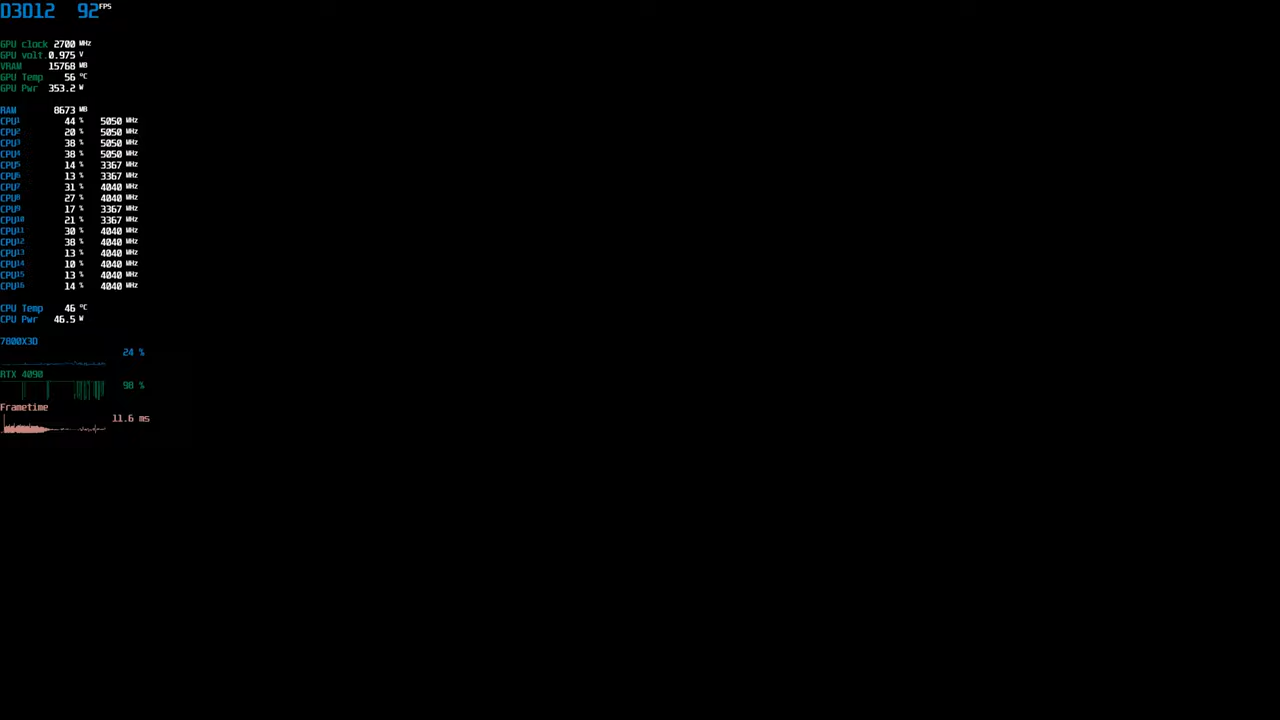 D3D12 92 FPS
GPU clock 2700 MHz
GPU volt. 0.975 V
VRAM 15768 MB
GPU Temp 56 °C
GPU Pwr 353.2 W
RAM 8673 MB
CPU1 44 % 5050 MHz
CPU2 20 % 5050 MHz
CPU3 38 % 5050 MHz
CPU4 38 % 5050 MHz
CPU5 14 % 3367 MHz
CPU6 13 % 3367 MHz
CPU7 31 % 4040 MHz
CPU8 27 % 4040 MHz
CPU9 17 % 3367 MHz
CPU10 21 % 3367 MHz
CPU11 30 % 4040 MHz
CPU12 38 % 4040 MHz
CPU13 13 % 4040 MHz
CPU14 10 % 4040 MHz
CPU15 13 % 4040 MHz
CPU16 14 % 4040 MHz
CPU Temp 46 °C
CPU Pwr 46.5 W
7800X3D
24 %
RTX 4090
98 %
Frametime
11.6 ms